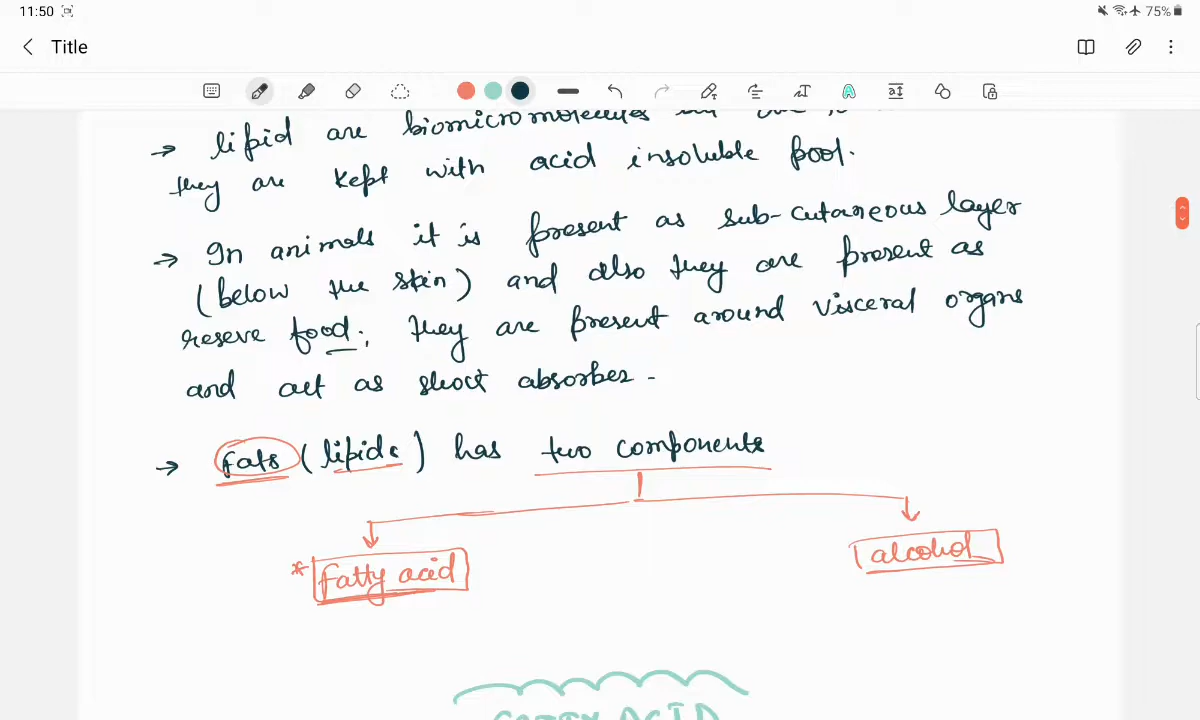 11:50
75%
Title
→ lipid are biomicromolecules
they are kept with acid insoluble pool.
→ In animals it is present as sub-cutaneous layer
(below the skin) and also they are present as
reserve food; they are present around visceral organs
and act as shock absorber -
→ Fats (lipids) has two components
*Fatty acid
alcohol
FATTY ACID